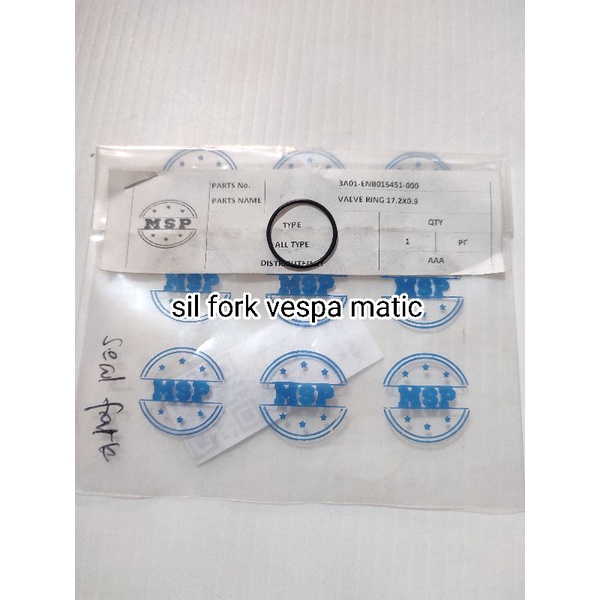 PARTS No. 3A01-ENB015451-000
PARTS NAME VALVE RING 17.2X0.9
MSP
TYPE QTY
ALL TYPE 1 PC
AAA
sil fork vespa matic
MSP MSP MSP
MSP MSP MSP
seal fork